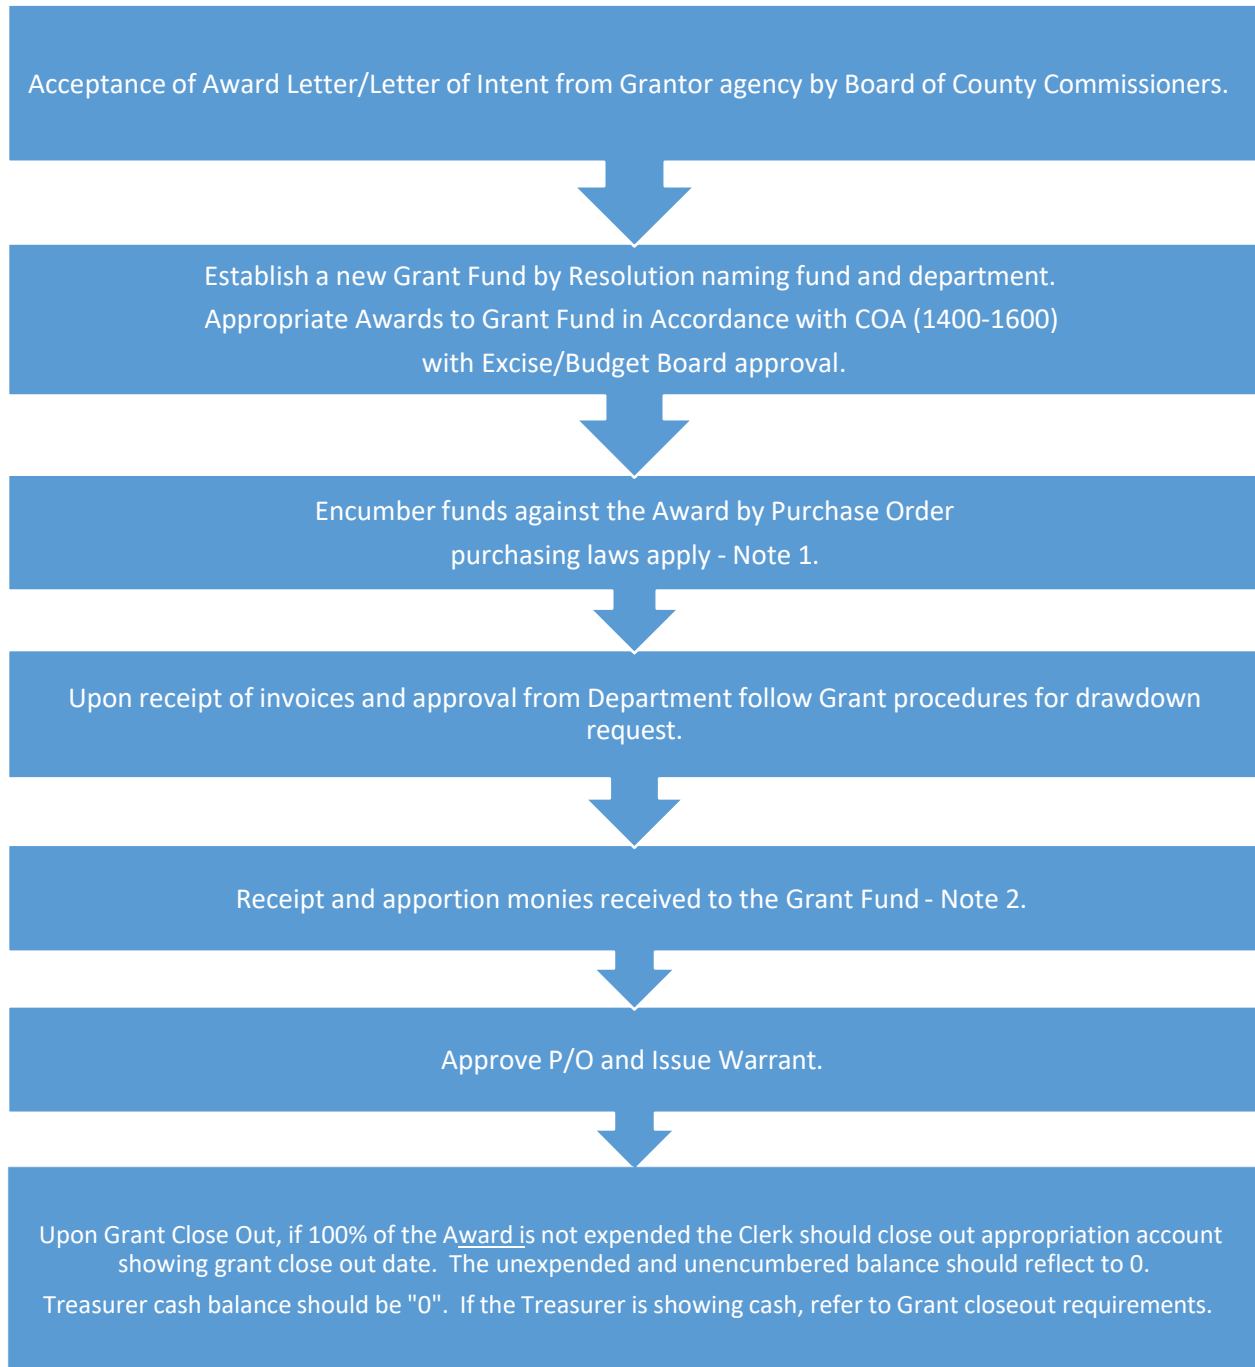 Acceptance of Award Letter/Letter of Intent from Grantor agency by Board of County Commissioners.
Establish a new Grant Fund by Resolution naming fund and department.
Appropriate Awards to Grant Fund in Accordance with COA (1400-1600)
with Excise/Budget Board approval.
Encumber funds against the Award by Purchase Order
purchasing laws apply - Note 1.
Upon receipt of invoices and approval from Department follow Grant procedures for drawdown
request.
Receipt and apportion monies received to the Grant Fund - Note 2.
Approve P/O and Issue Warrant.
Upon Grant Close Out, if 100% of the Award is not expended the Clerk should close out appropriation account
showing grant close out date.  The unexpended and unencumbered balance should reflect to 0.
Treasurer cash balance should be "0".  If the Treasurer is showing cash, refer to Grant closeout requirements.